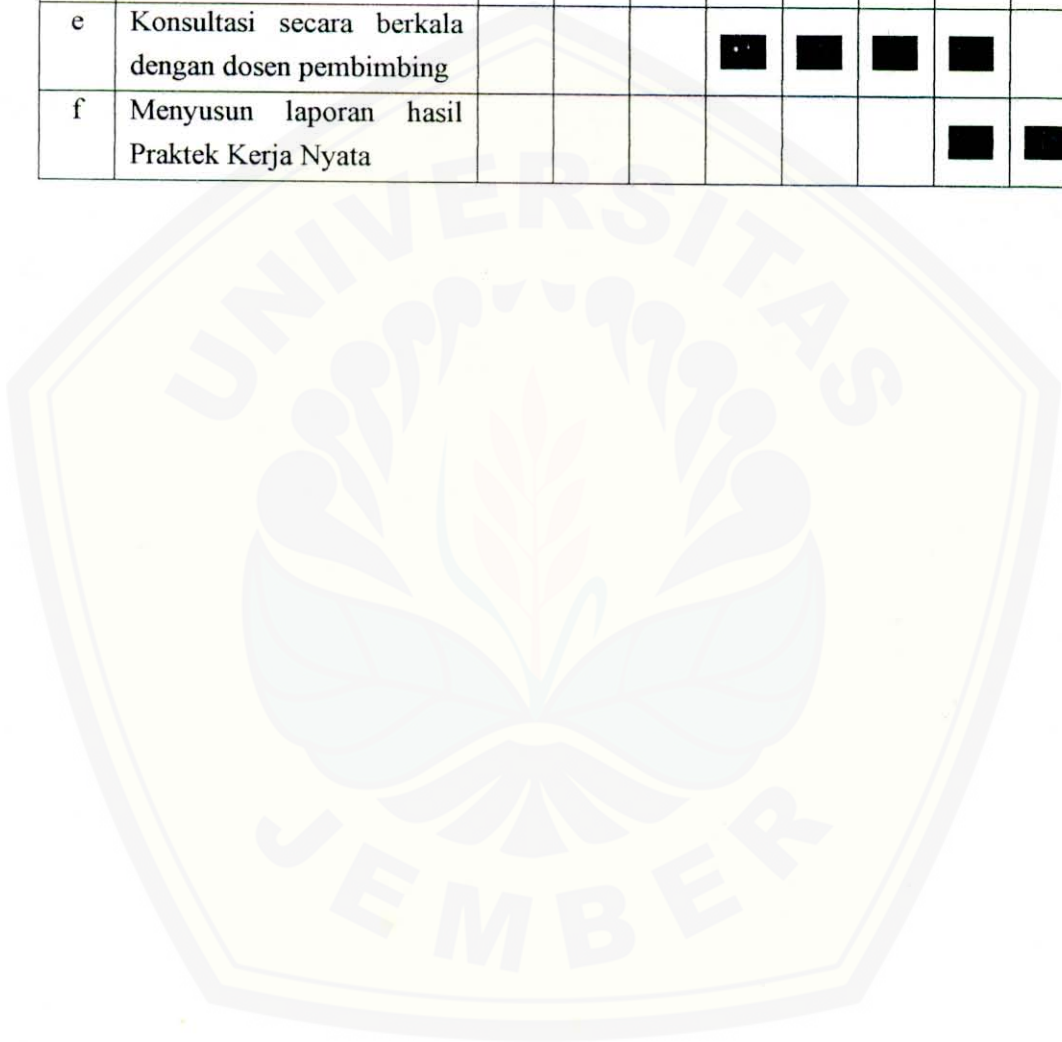 e Konsultasi secara berkala
dengan dosen pembimbing
f Menyusun laporan hasil
Praktek Kerja Nyata
UNIVERSITAS
JEMBER